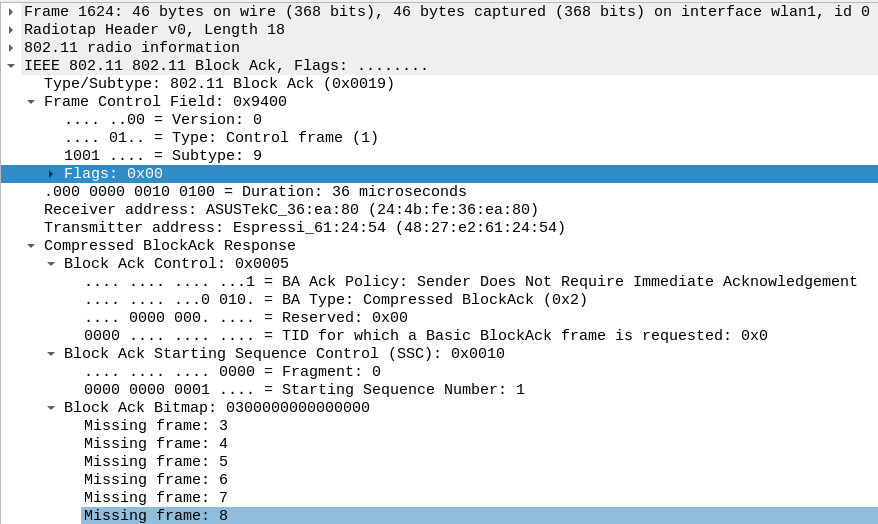 Frame 1624: 46 bytes on wire (368 bits), 46 bytes captured (368 bits) on interface wlan1, id 0
Radiotap Header v0, Length 18
802.11 radio information
IEEE 802.11 802.11 Block Ack, Flags: ........
Type/Subtype: 802.11 Block Ack (0x0019)
Frame Control Field: 0x9400
.... ..00 = Version: 0
.... 01.. = Type: Control frame (1)
1001 .... = Subtype: 9
Flags: 0x00
.000 0000 0010 0100 = Duration: 36 microseconds
Receiver address: ASUSTekC_36:ea:80 (24:4b:fe:36:ea:80)
Transmitter address: Espressi_61:24:54 (48:27:e2:61:24:54)
Compressed BlockAck Response
Block Ack Control: 0x0005
.... .... .... ...1 = BA Ack Policy: Sender Does Not Require Immediate Acknowledgement
.... .... ...0 010. = BA Type: Compressed BlockAck (0x2)
.... 0000 000. .... = Reserved: 0x00
0000 .... .... .... = TID for which a Basic BlockAck frame is requested: 0x0
Block Ack Starting Sequence Control (SSC): 0x0010
.... .... .... 0000 = Fragment: 0
0000 0000 0001 .... = Starting Sequence Number: 1
Block Ack Bitmap: 0300000000000000
Missing frame: 3
Missing frame: 4
Missing frame: 5
Missing frame: 6
Missing frame: 7
Missing frame: 8